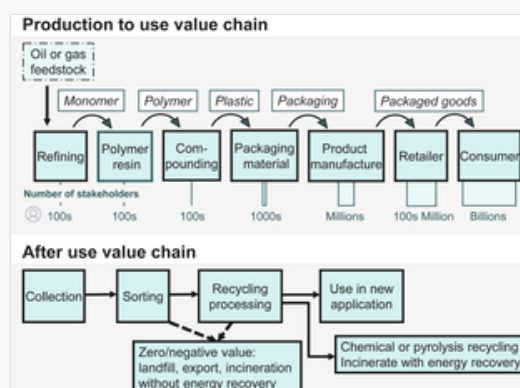 Production to use value chain
Oil or gas
feedstock
Monomer
Polymer
Plastic
Packaging
Packaged goods
Refining
Polymer
resin
Com-
pounding
Packaging
material
Product
manufacture
Retailer
Consumer
Number of stakeholders
100s
100s
100s
1000s
Millions
100s Million
Billions
After use value chain
Collection
Sorting
Recycling
processing
Use in new
application
Zero/negative value:
landfill, export, incineration
without energy recovery
Chemical or pyrolysis recycling
Incinerate with energy recovery